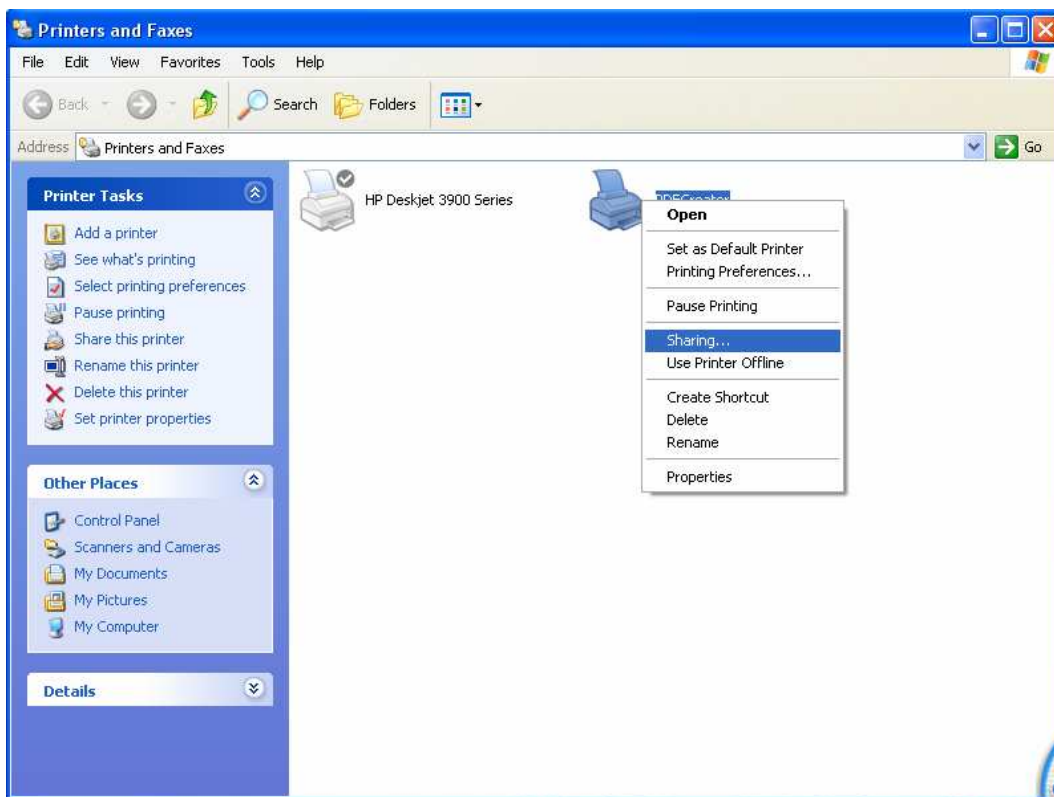 Printers and Faxes
File Edit View Favorites Tools Help
Back Search Folders
Address Printers and Faxes Go
Printer Tasks
Add a printer
See what's printing
Select printing preferences
Pause printing
Share this printer
Rename this printer
Delete this printer
Set printer properties
Other Places
Control Panel
Scanners and Cameras
My Documents
My Pictures
My Computer
Details
HP Deskjet 3900 Series
PDFCreator
Open
Set as Default Printer
Printing Preferences...
Pause Printing
Sharing...
Use Printer Offline
Create Shortcut
Delete
Rename
Properties